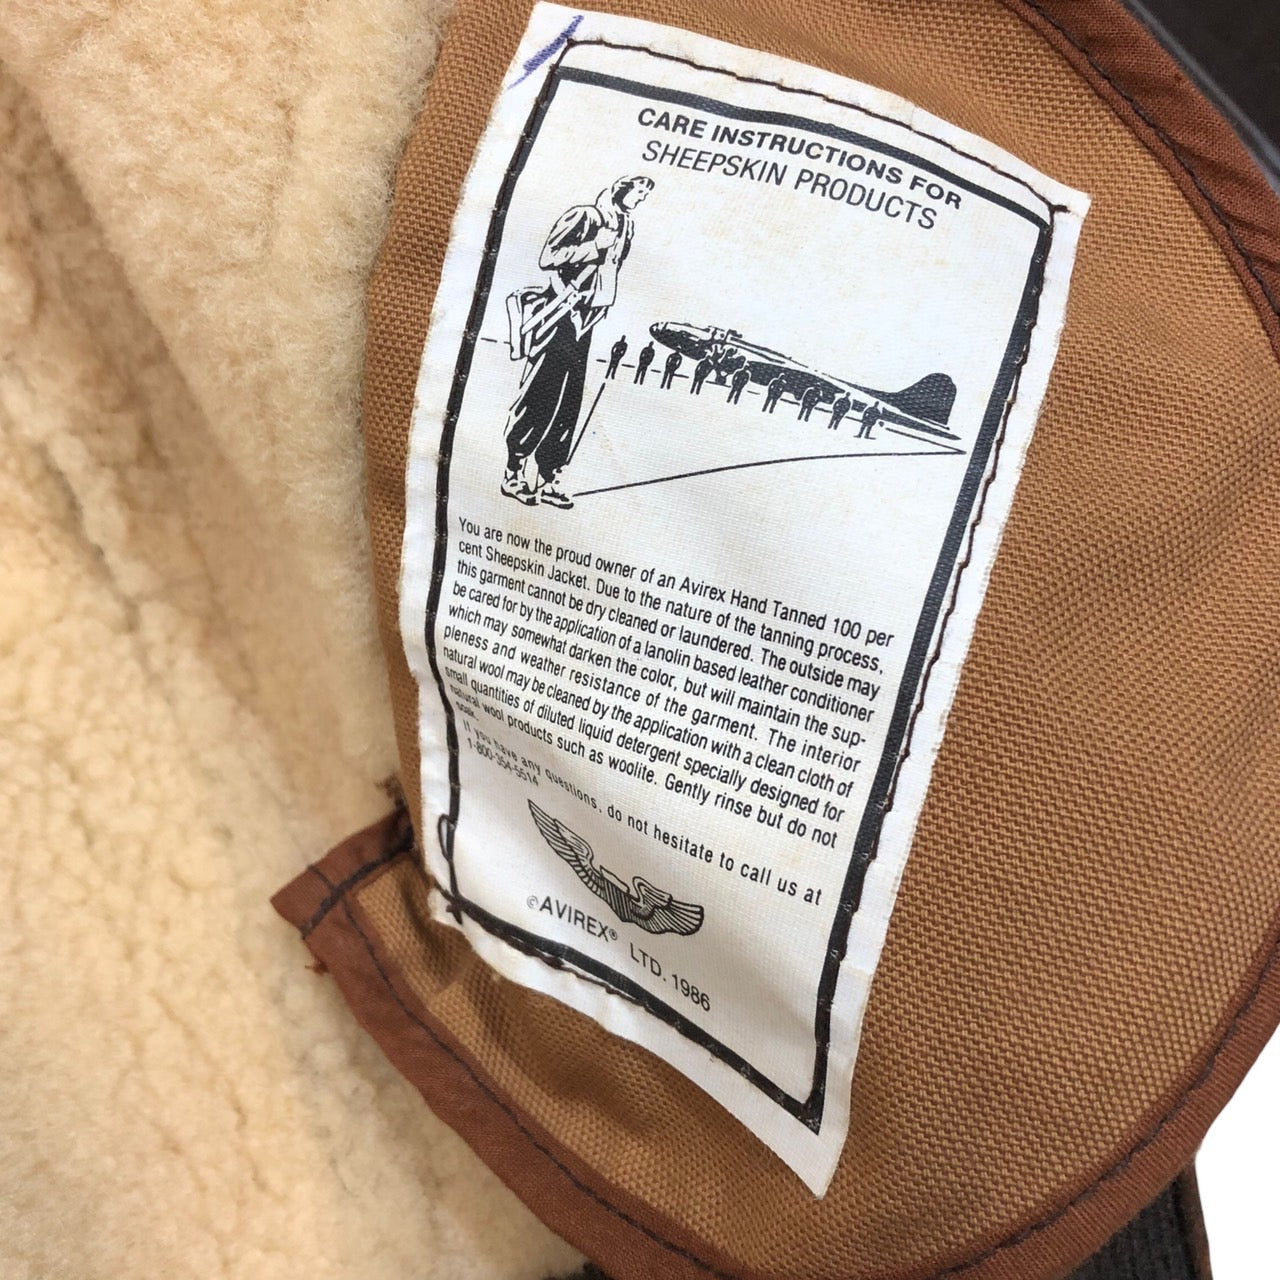 CARE INSTRUCTIONS FOR
SHEEPSKIN PRODUCTS
You are now the proud owner of an Avirex Hand Tanned 100 per
cent Sheepskin Jacket. Due to the nature of the tanning process,
this garment cannot be dry cleaned or laundered. The outside may
be cared for by the application of a lanolin based leather conditioner
which may somewhat darken the color, but will maintain the sup-
pleness and weather resistance of the garment. The interior
natural wool may be cleaned by the application with a clean cloth of
small quantities of diluted liquid detergent specially designed for
natural wool products such as woolite. Gently rinse but do not
soak.
If you have any questions, do not hesitate to call us at
1-800-354-5514
©AVIREX® LTD. 1986